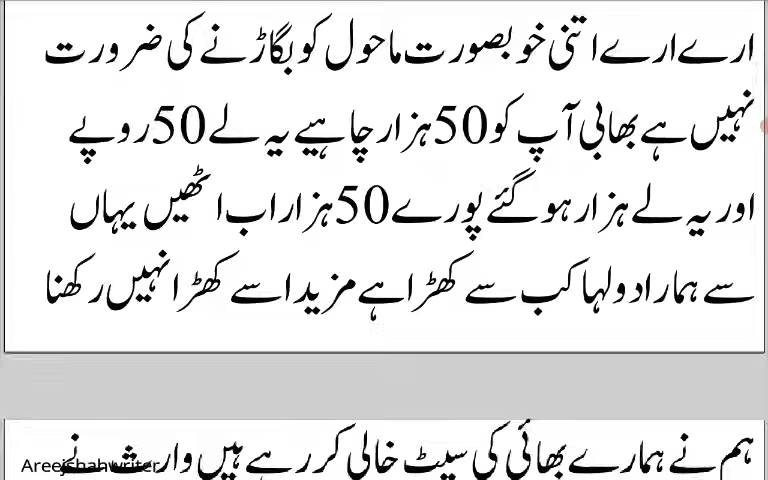 ارے ارے اتنی خوبصورت ماحول کو بگاڑنے کی ضرورت
نہیں ہے بھابی آپ کو 50 ہزار چاہیے یہ لے 50 روپے
اور یہ لے ہزار ہو گئے پورے 50 ہزار اب اٹھیں یہاں
سے ہمارا دولہا کب سے کھڑا ہے مزید اسے کھڑا نہیں رکھنا
ہم نے ہمارے بھائی کی سیٹ خالی کر رہے ہیں وارث نے
Areejshahwriter